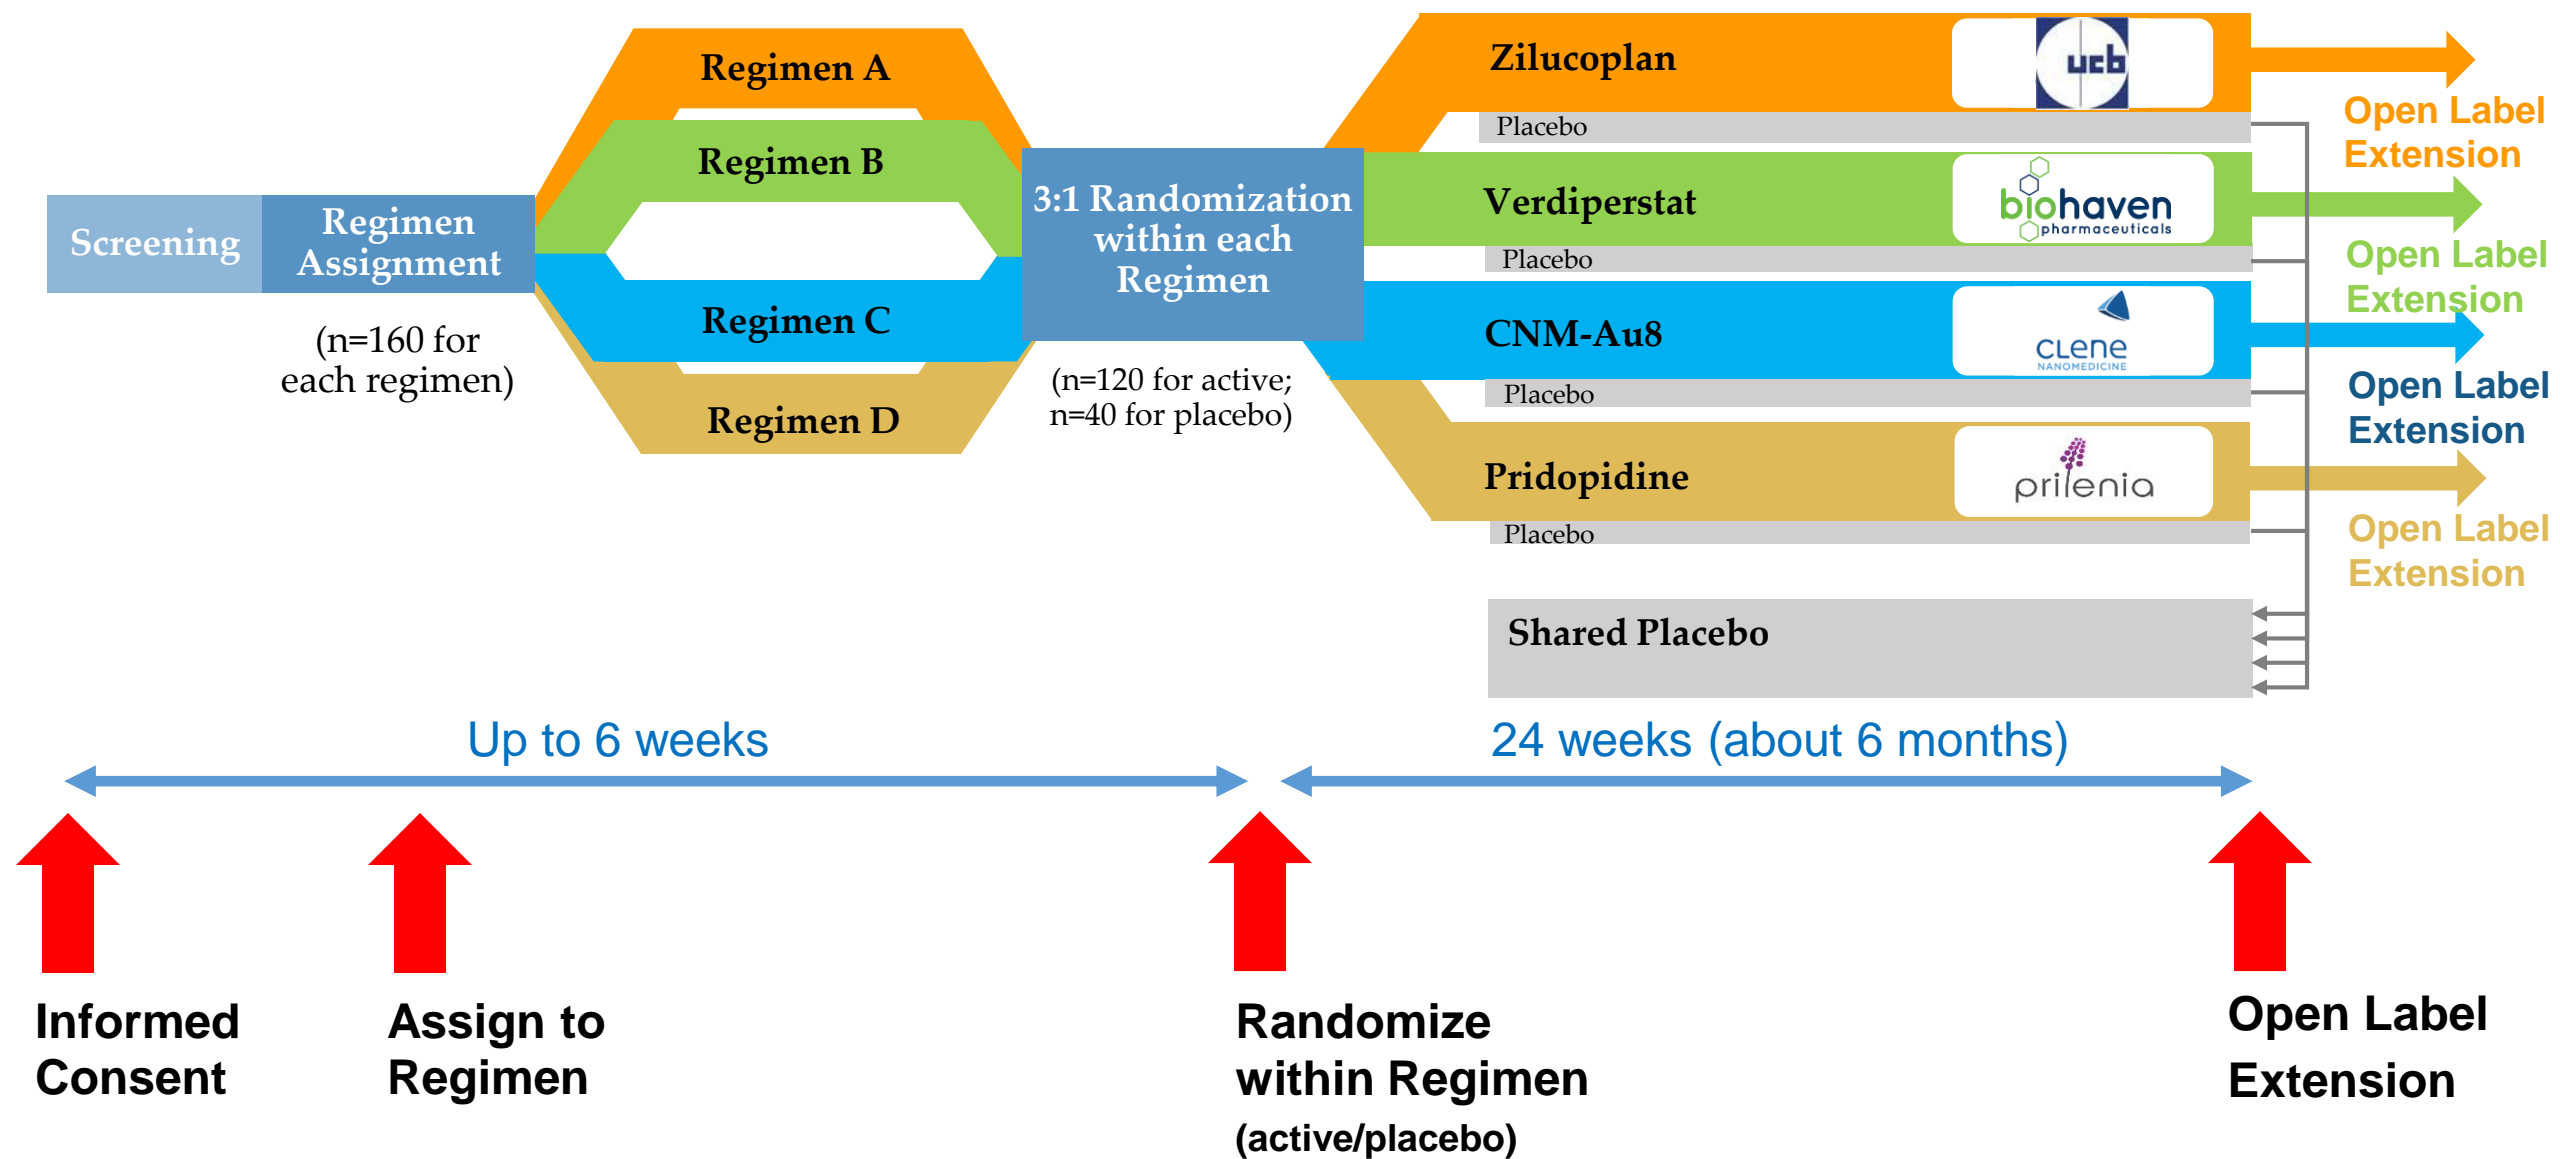 Screening
Regimen
Assignment
(n=160 for
each regimen)
Regimen A
Regimen B
Regimen C
Regimen D
3:1 Randomization
within each
Regimen
(n=120 for active;
n=40 for placebo)
Zilucoplan
ucb
Placebo
Verdiperstat
biohaven
pharmaceuticals
Placebo
CNM-Au8
CLene
NANOMEDICINE
Placebo
Pridopidine
prilenia
Placebo
Shared Placebo
Open Label
Extension
Open Label
Extension
Open Label
Extension
Open Label
Extension
Up to 6 weeks
24 weeks (about 6 months)
Informed
Consent
Assign to
Regimen
Randomize
within Regimen
(active/placebo)
Open Label
Extension